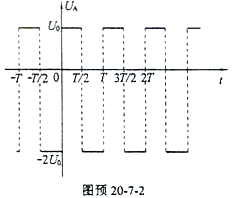 U_A
U₀
-T -T/2 0 T/2 T 3T/2 2T t
-2U₀
图预 20-7-2